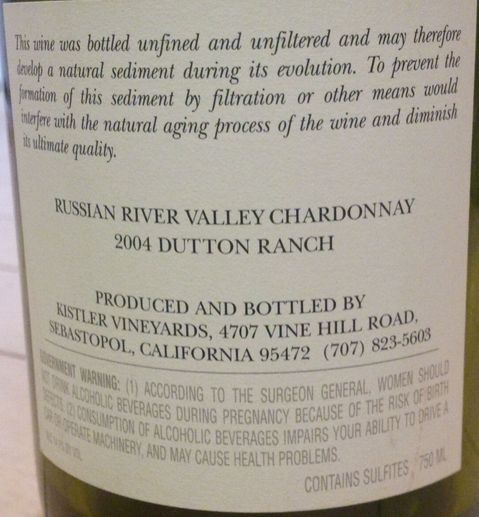 This wine was bottled unfined and unfiltered and may therefore
develop a natural sediment during its evolution. To prevent the
formation of this sediment by filtration or other means would
interfere with the natural aging process of the wine and diminish
its ultimate quality.
RUSSIAN RIVER VALLEY CHARDONNAY
2004 DUTTON RANCH
PRODUCED AND BOTTLED BY
KISTLER VINEYARDS, 4707 VINE HILL ROAD,
SEBASTOPOL, CALIFORNIA 95472 (707) 823-5603
GOVERNMENT WARNING: (1) ACCORDING TO THE SURGEON GENERAL, WOMEN SHOULD
NOT DRINK ALCOHOLIC BEVERAGES DURING PREGNANCY BECAUSE OF THE RISK OF BIRTH
DEFECTS. (2) CONSUMPTION OF ALCOHOLIC BEVERAGES IMPAIRS YOUR ABILITY TO DRIVE A
CAR OR OPERATE MACHINERY, AND MAY CAUSE HEALTH PROBLEMS.
CONTAINS SULFITES 750 ML